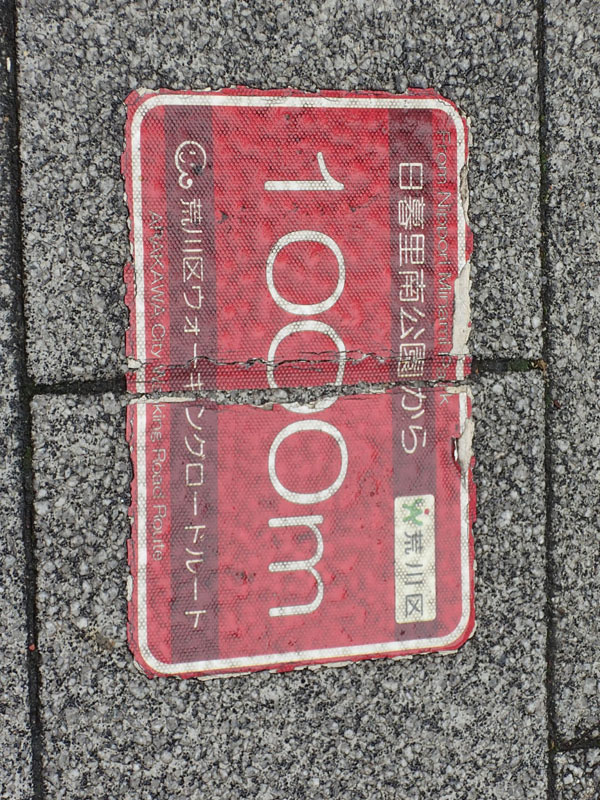 From Nippori Minami Park
日暮里南公園から
荒川区
1000m
荒川区ウォーキングロードルート
ARAKAWA City Walking Road Route